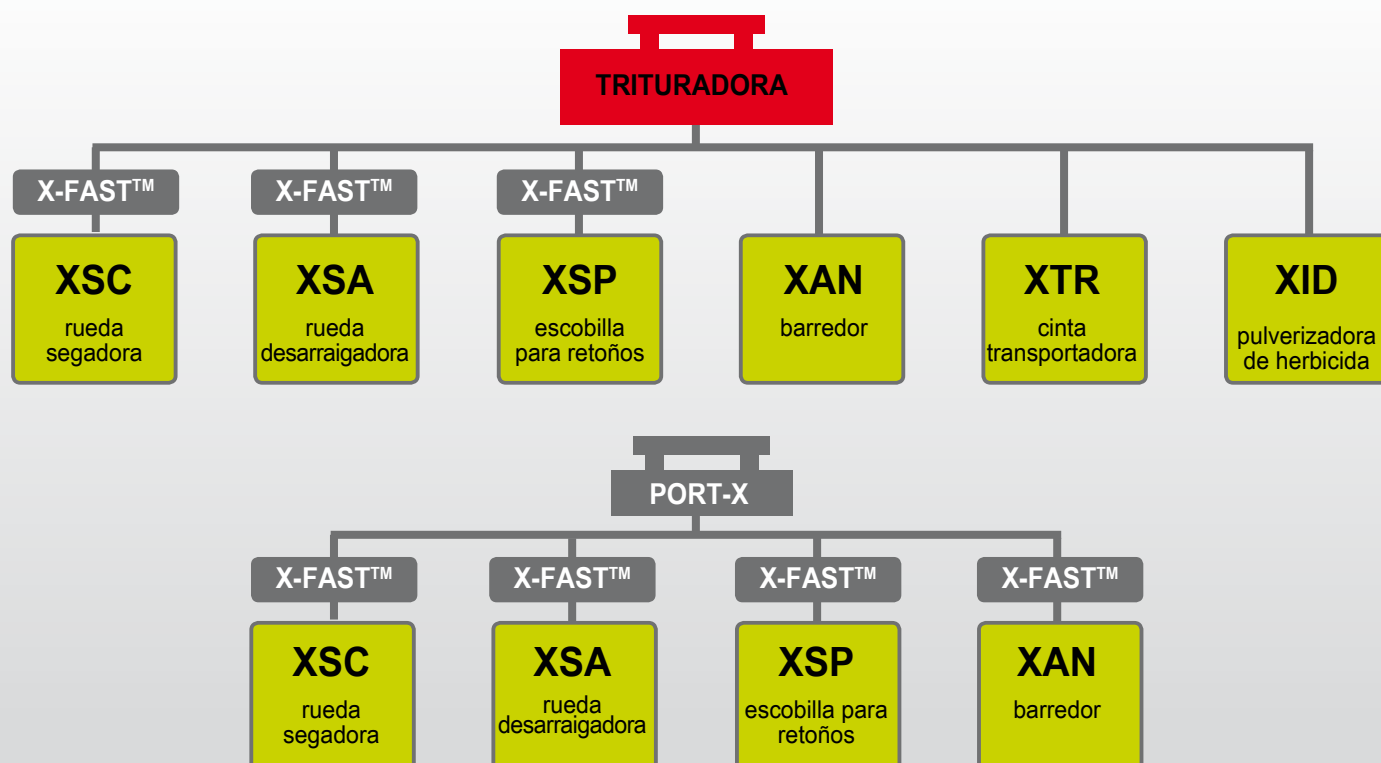 TRITURADORA
X-FAST™
X-FAST™
X-FAST™
XSC
rueda
segadora
XSA
rueda
desarraigadora
XSP
escobilla
para retoños
XAN
barredor
XTR
cinta
transportadora
XID
pulverizadora
de herbicida
PORT-X
X-FAST™
X-FAST™
X-FAST™
X-FAST™
XSC
rueda
segadora
XSA
rueda
desarraigadora
XSP
escobilla para
retoños
XAN
barredor